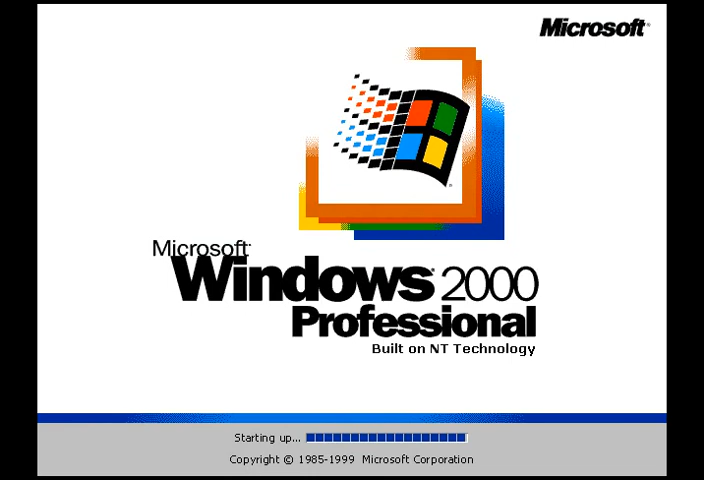 Microsoft®
Microsoft®
Windows® 2000
Professional
Built on NT Technology
Starting up...
Copyright © 1985-1999 Microsoft Corporation